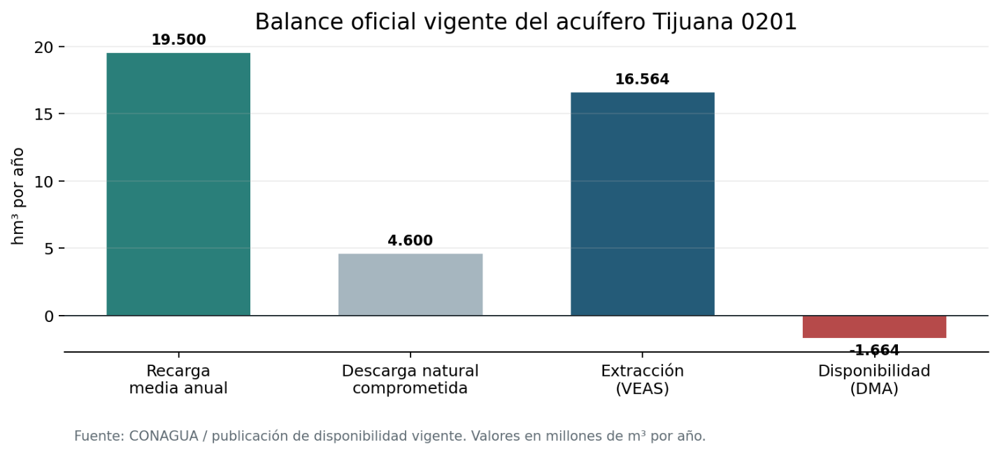 Balance oficial vigente del acuífero Tijuana 0201
hm³ por año
20
15
10
5
0
19.500
4.600
16.564
-1.664
Recarga
media anual
Descarga natural
comprometida
Extracción
(VEAS)
Disponibilidad
(DMA)
Fuente: CONAGUA / publicación de disponibilidad vigente. Valores en millones de m³ por año.